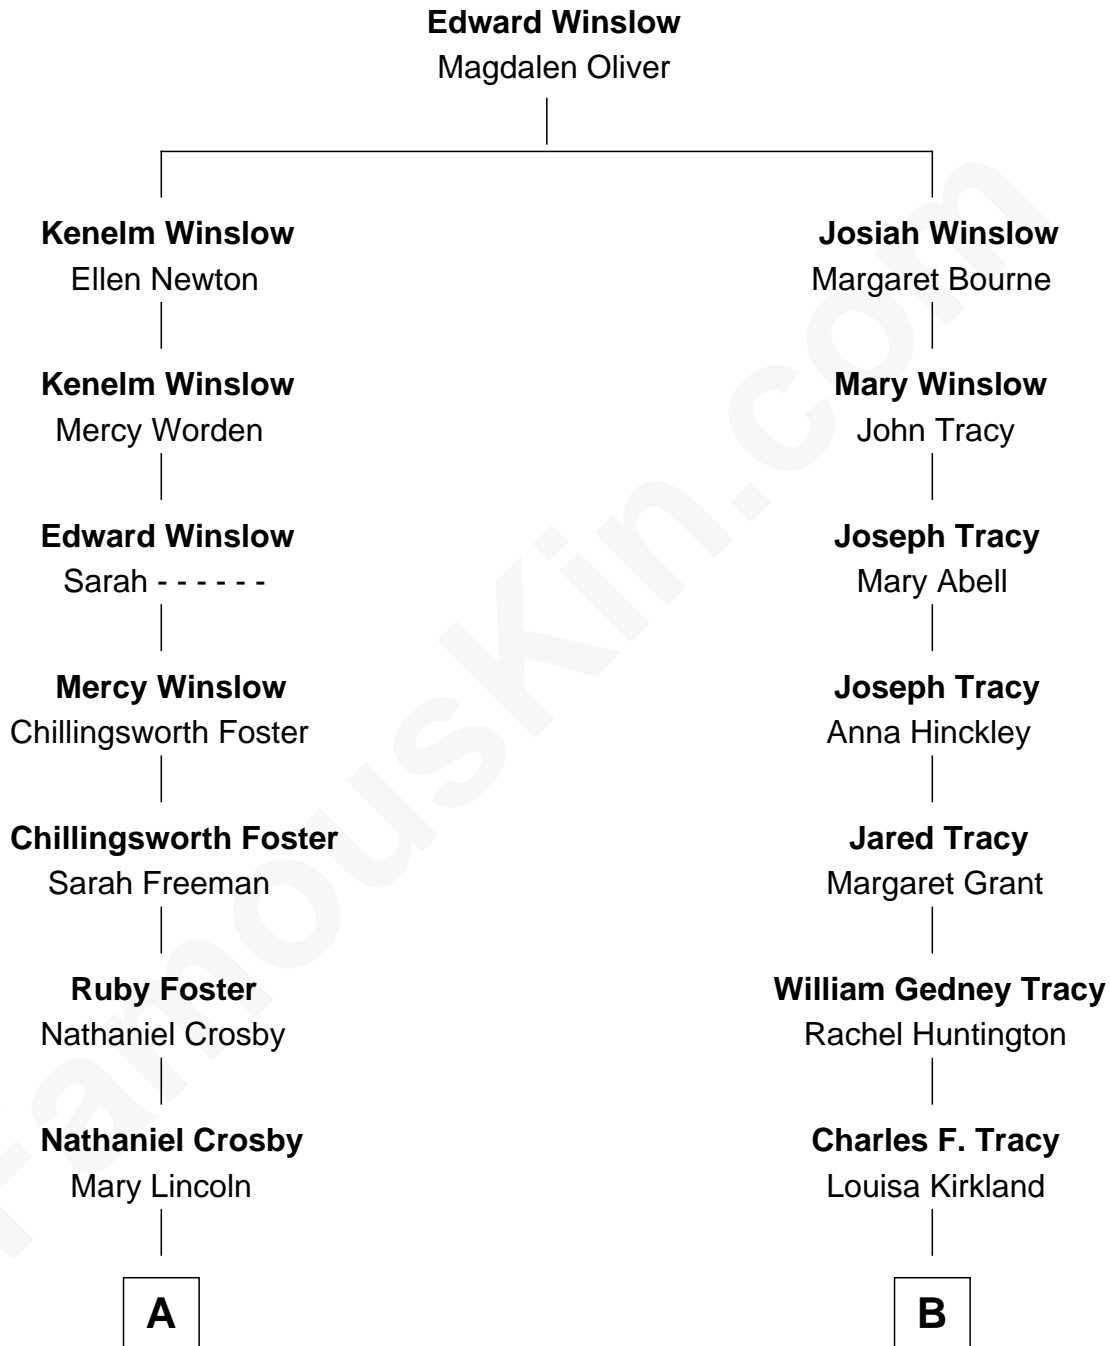 Edward Winslow
Magdalen Oliver
Kenelm Winslow
Ellen Newton
Josiah Winslow
Margaret Bourne
Kenelm Winslow
Mercy Worden
Mary Winslow
John Tracy
Edward Winslow
Sarah - - - - - -
Joseph Tracy
Mary Abell
Mercy Winslow
Chillingsworth Foster
Joseph Tracy
Anna Hinckley
Chillingsworth Foster
Sarah Freeman
Jared Tracy
Margaret Grant
Ruby Foster
Nathaniel Crosby
William Gedney Tracy
Rachel Huntington
Nathaniel Crosby
Mary Lincoln
Charles F. Tracy
Louisa Kirkland
A
B
FamousKin.com